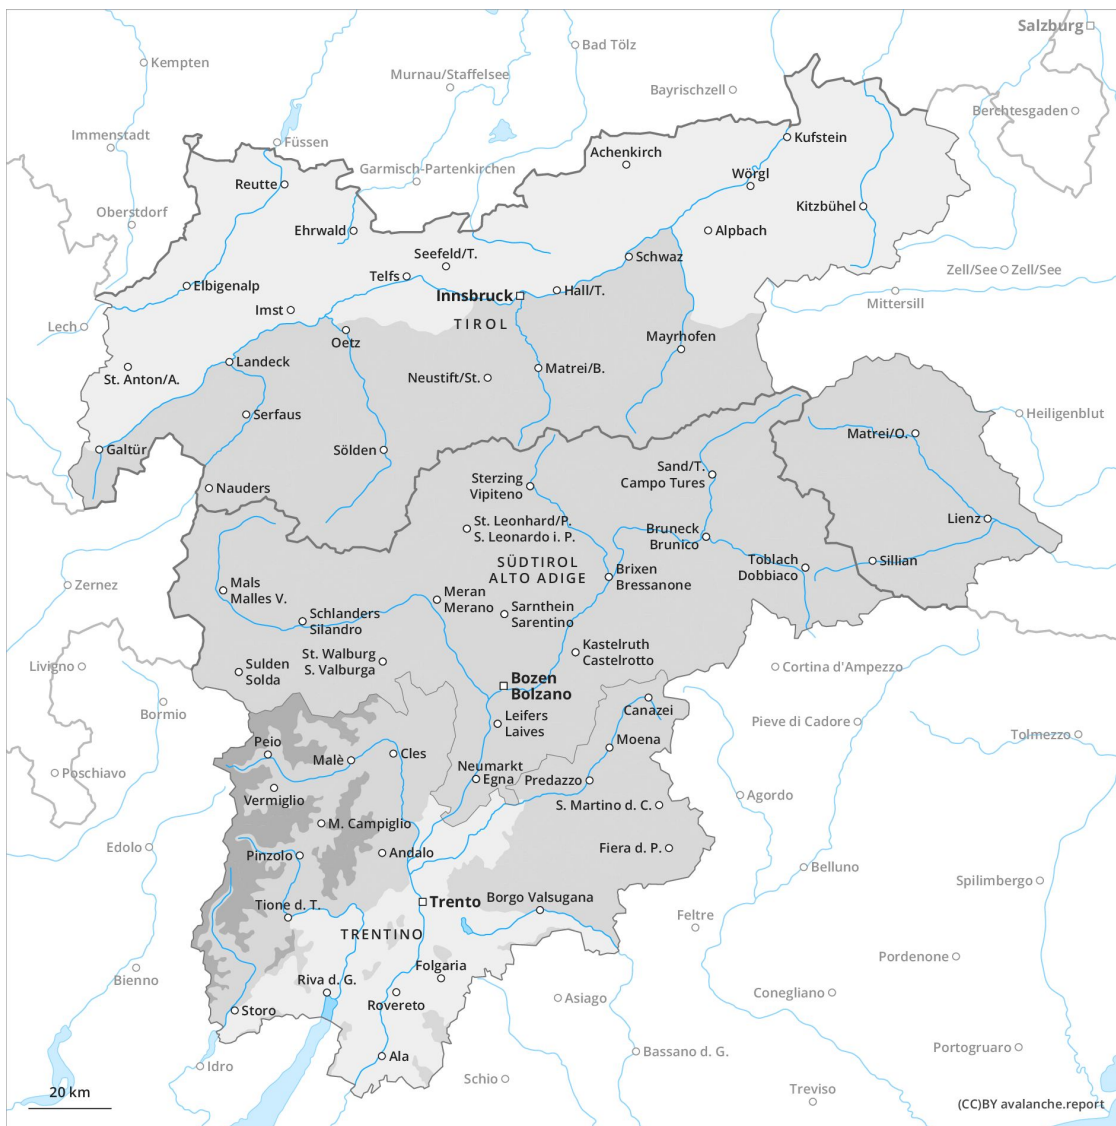 Salzburg
Bad Tölz
Kempten
Murnau/Staffelsee
Bayrischzell
Berchtesgaden
Immenstadt
Füssen
Kufstein
Achenkirch
Garmisch-Partenkirchen
Wörgl
Reutte
Oberstdorf
Kitzbühel
Ehrwald
Alpbach
Seefeld/T.
Schwaz
Telfs
Zell/See
Zell/See
Elbigenalp
Innsbruck
Hall/T.
Mittersill
Imst
TIROL
Lech
Oetz
Mayrhofen
Landeck
Matrei/B.
St. Anton/A.
Neustift/St.
Serfaus
Heiligenblut
Matrei/O.
Galtür
Sölden
Sand/T.
Campo Tures
Sterzing
Vipiteno
Nauders
St. Leonhard/P.
S. Leonardo i. P.
Lienz
Bruneck
Brunico
SÜDTIROL
ALTO ADIGE
Toblach
Dobbiaco
Sillian
Brixen
Bressanone
Zernez
Mals
Malles V.
Meran
Merano
Sarnthein
Sarentino
Schlanders
Silandro
Kastelruth
Castelrotto
St. Walburg
S. Valburga
Livigno
Sulden
Solda
Cortina d'Ampezzo
Bozen
Bolzano
Bormio
Canazei
Leifers
Laives
Pieve di Cadore
Tolmezzo
Peio
Moena
Malè
Cles
Neumarkt
Egna
Predazzo
Poschiavo
Vermiglio
Agordo
S. Martino d. C.
M. Campiglio
Edolo
Pinzolo
Andalo
Fiera d. P.
Belluno
Spilimbergo
Tione d. T.
Trento
Borgo Valsugana
Feltre
TRENTINO
Pordenone
Bienno
Folgaria
Riva d. G.
Rovereto
Asiago
Conegliano
Storo
Ala
Bassano d. G.
Portogruaro
Idro
Schio
Treviso
20 km
(CC)BY avalanche.report